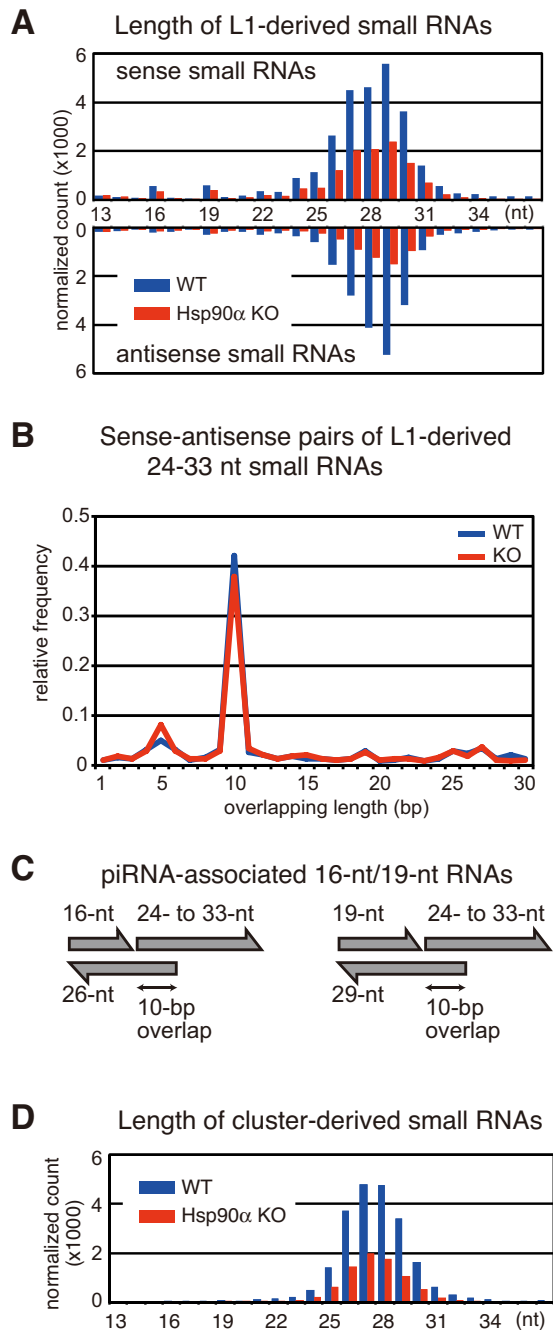 A Length of L1-derived small RNAs
sense small RNAs
normalized count (x1000)
6
4
2
0
13 16 19 22 25 28 31 34 (nt)
0
2
4
6
WT
Hsp90α KO
antisense small RNAs
B Sense-antisense pairs of L1-derived
24-33 nt small RNAs
relative frequency
0.5
0.4
0.3
0.2
0.1
0
WT
KO
1 5 10 15 20 25 30
overlapping length (bp)
C piRNA-associated 16-nt/19-nt RNAs
16-nt 24- to 33-nt 19-nt 24- to 33-nt
26-nt 29-nt
10-bp 10-bp
overlap overlap
D Length of cluster-derived small RNAs
normalized count
(x1000)
6
4
2
0
WT
Hsp90α KO
13 16 19 22 25 28 31 34 (nt)